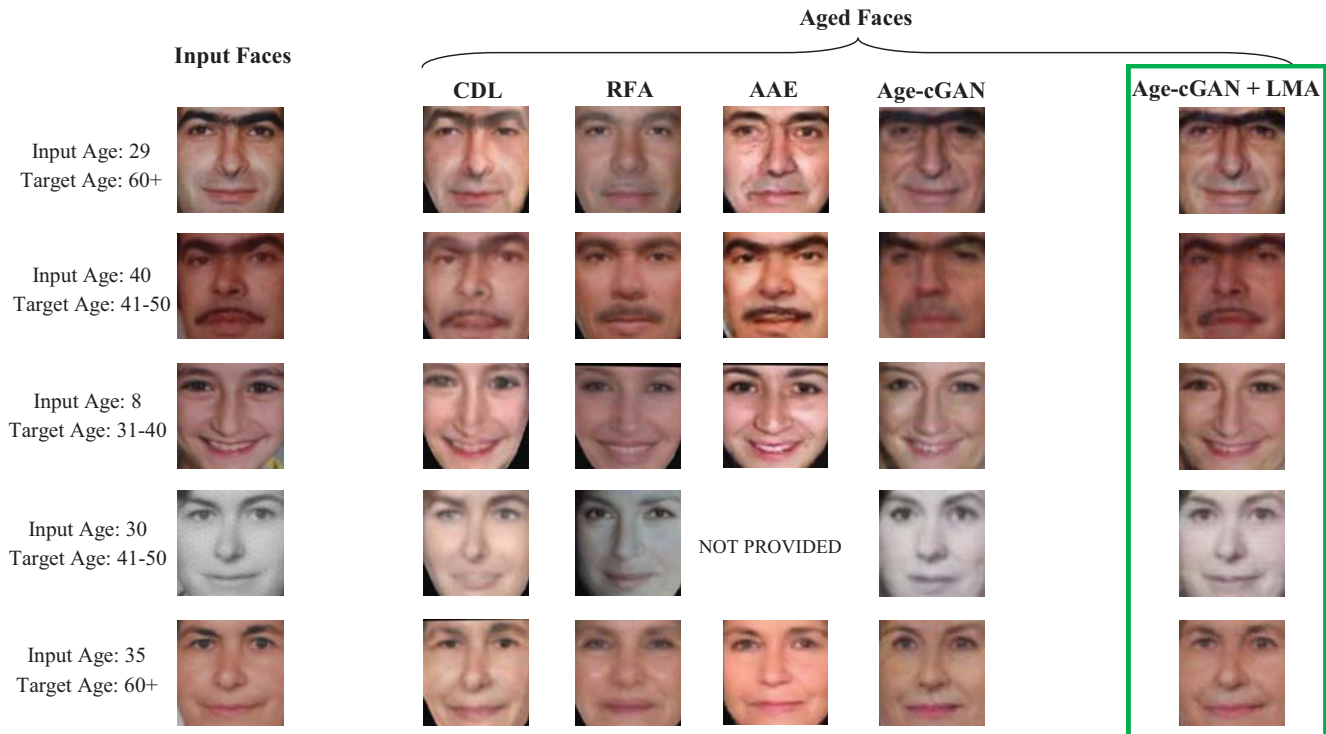 Aged Faces
Input Faces
CDL RFA AAE Age-cGAN Age-cGAN + LMA
Input Age: 29
Target Age: 60+
Input Age: 40
Target Age: 41-50
Input Age: 8
Target Age: 31-40
Input Age: 30
Target Age: 41-50
NOT PROVIDED
Input Age: 35
Target Age: 60+